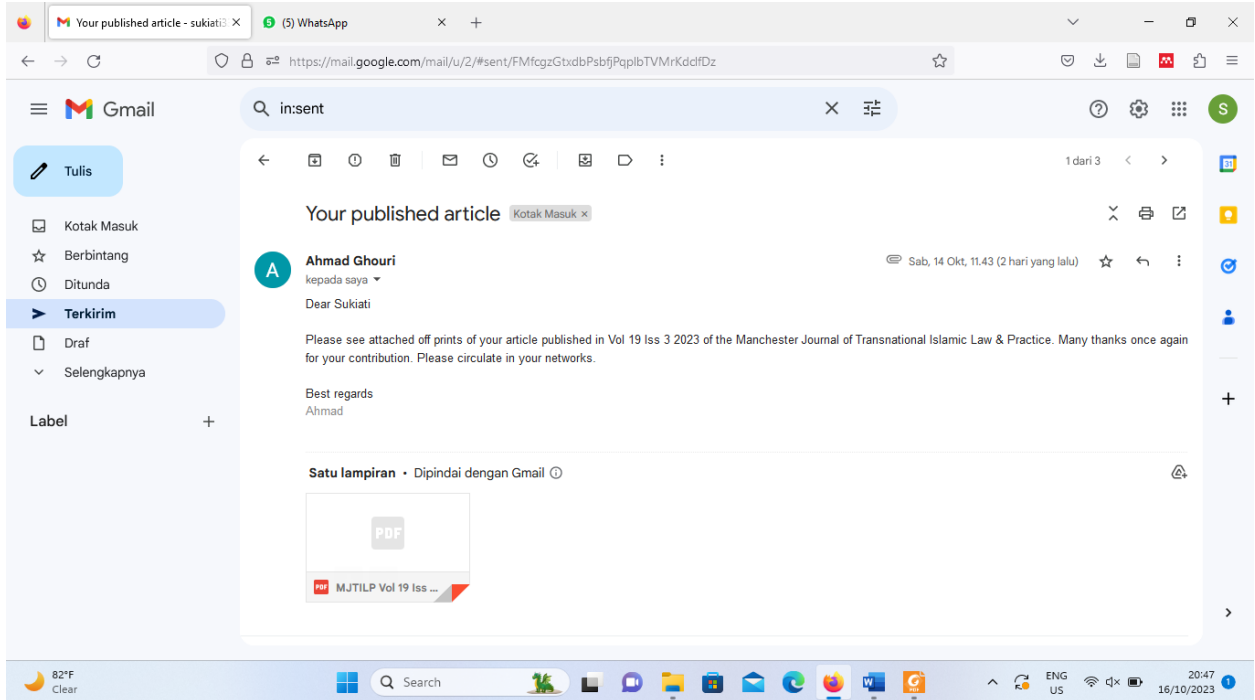 Your published article - sukiati3
(5) WhatsApp
https://mail.google.com/mail/u/2/#sent/FMfcgzGtxdbPsbfjPqplbTVMrKdclfDz
Gmail
in:sent
S
Tulis
1 dari 3
31
Your published article Kotak Masuk ×
Kotak Masuk
Berbintang
Ditunda
Terkirim
Draf
Selengkapnya
Label
A
Ahmad Ghouri
Sab, 14 Okt, 11.43 (2 hari yang lalu)
kepada saya
Dear Sukiati
Please see attached off prints of your article published in Vol 19 Iss 3 2023 of the Manchester Journal of Transnational Islamic Law & Practice. Many thanks once again
for your contribution. Please circulate in your networks.
Best regards
Ahmad
Satu lampiran • Dipindai dengan Gmail
PDF
PDF MJTILP Vol 19 Iss ...
82°F
Clear
Search
ENG
US
20:47
16/10/2023
1